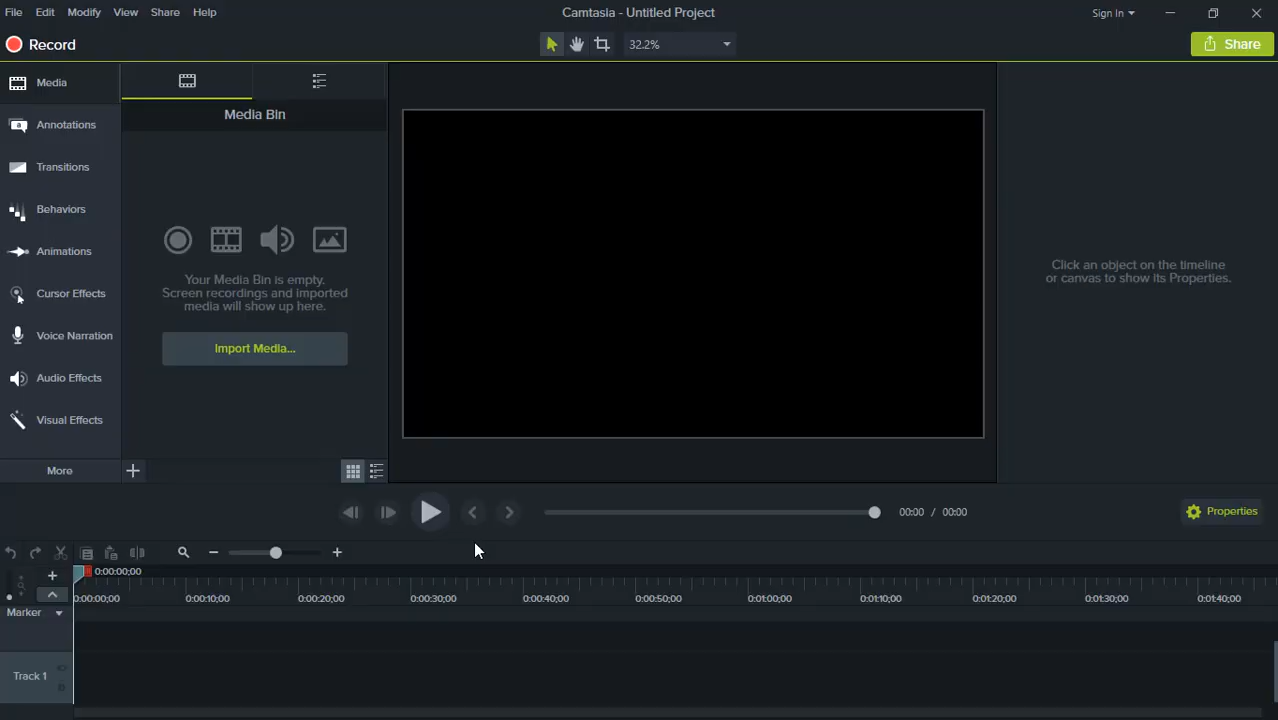 File Edit Modify View Share Help
Camtasia - Untitled Project
Sign In
Record
32.2%
Share
Media
Annotations
Transitions
Behaviors
Animations
Cursor Effects
Voice Narration
Audio Effects
Visual Effects
More
Media Bin
Your Media Bin is empty.
Screen recordings and imported
media will show up here.
Import Media...
Click an object on the timeline
or canvas to show its Properties.
00:00 / 00:00
Properties
0:00:00;00
0:00:00;00 0:00:10;00 0:00:20;00 0:00:30;00 0:00:40;00 0:00:50;00 0:01:00;00 0:01:10;00 0:01:20;00 0:01:30;00 0:01:40;00
Marker
Track 1